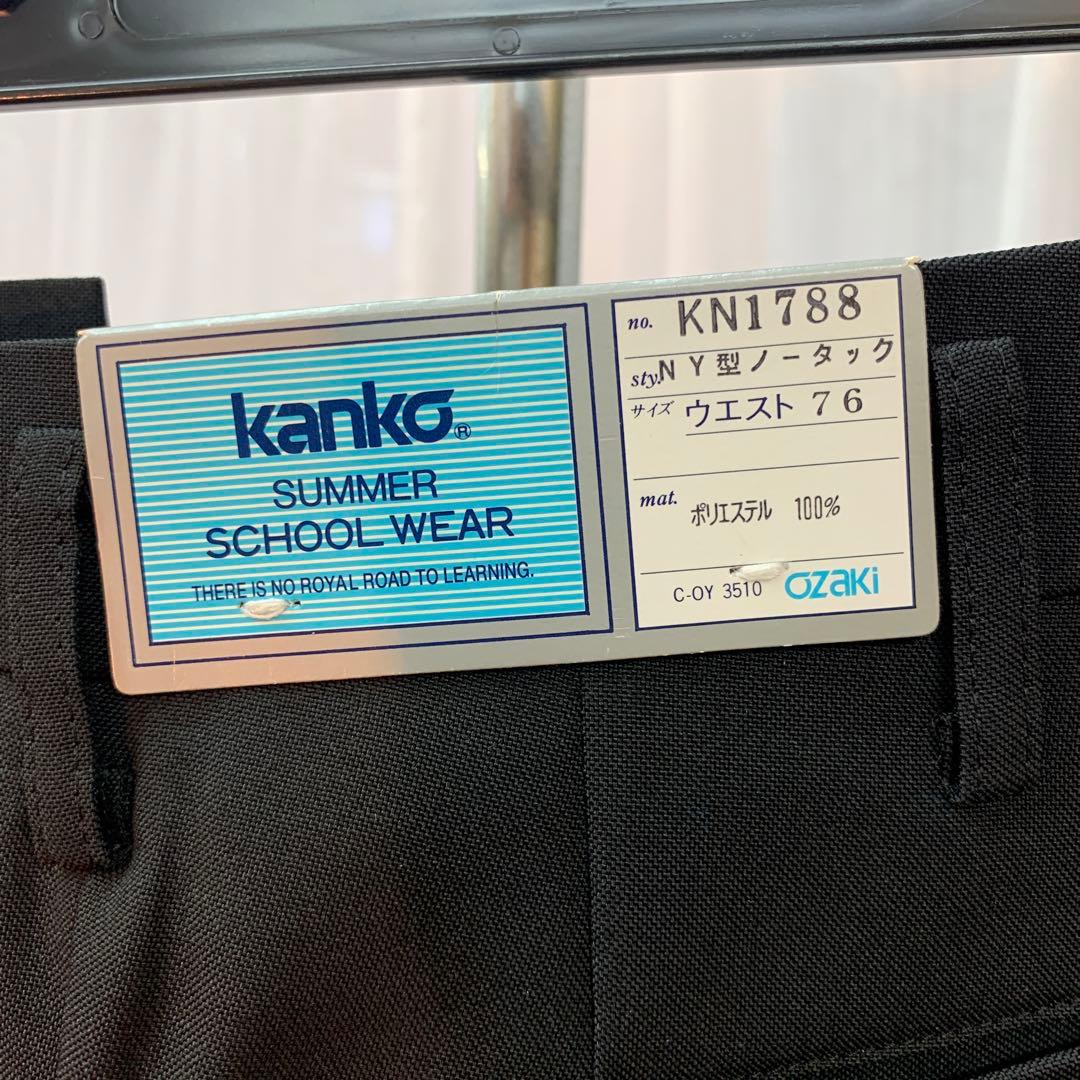 kanko®
SUMMER
SCHOOL WEAR
THERE IS NO ROYAL ROAD TO LEARNING.
no. KN1788
sty. NY型ノータック
サイズ ウエスト 76
mat. ポリエステル 100%
C-OY 3510 OZAKI